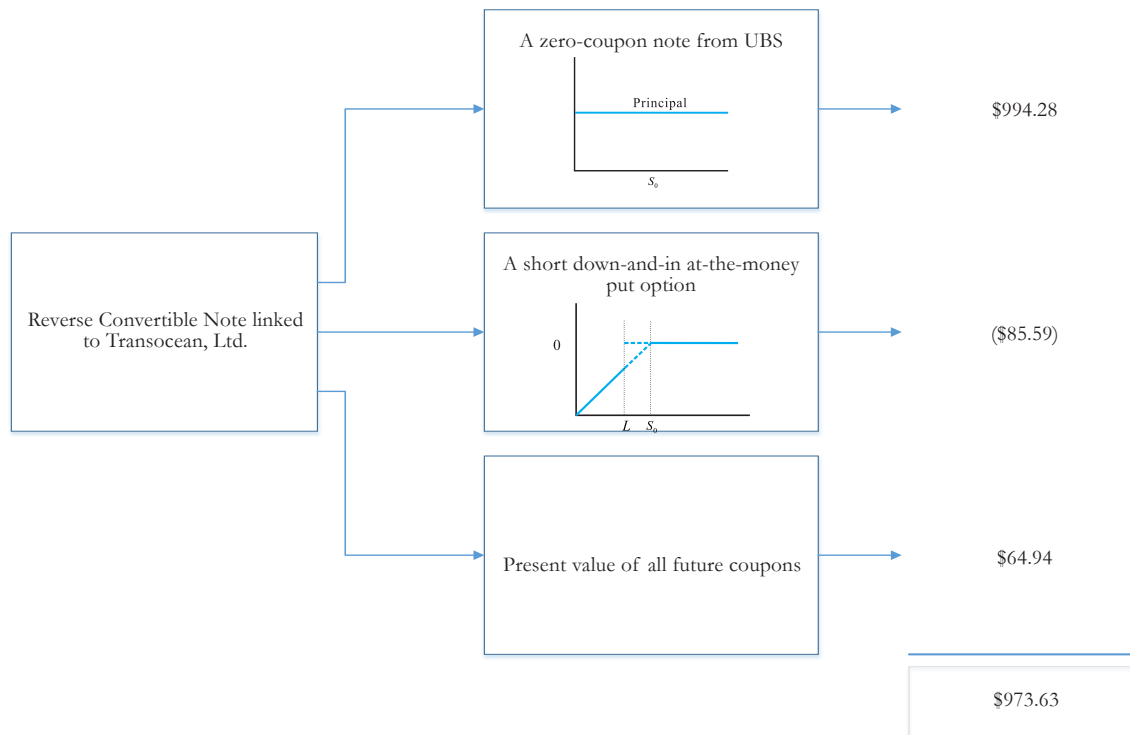 A zero-coupon note from UBS
Principal
S₀
$994.28
Reverse Convertible Note linked
to Transocean, Ltd.
A short down-and-in at-the-money
put option
0
L S₀
($85.59)
Present value of all future coupons
$64.94
$973.63